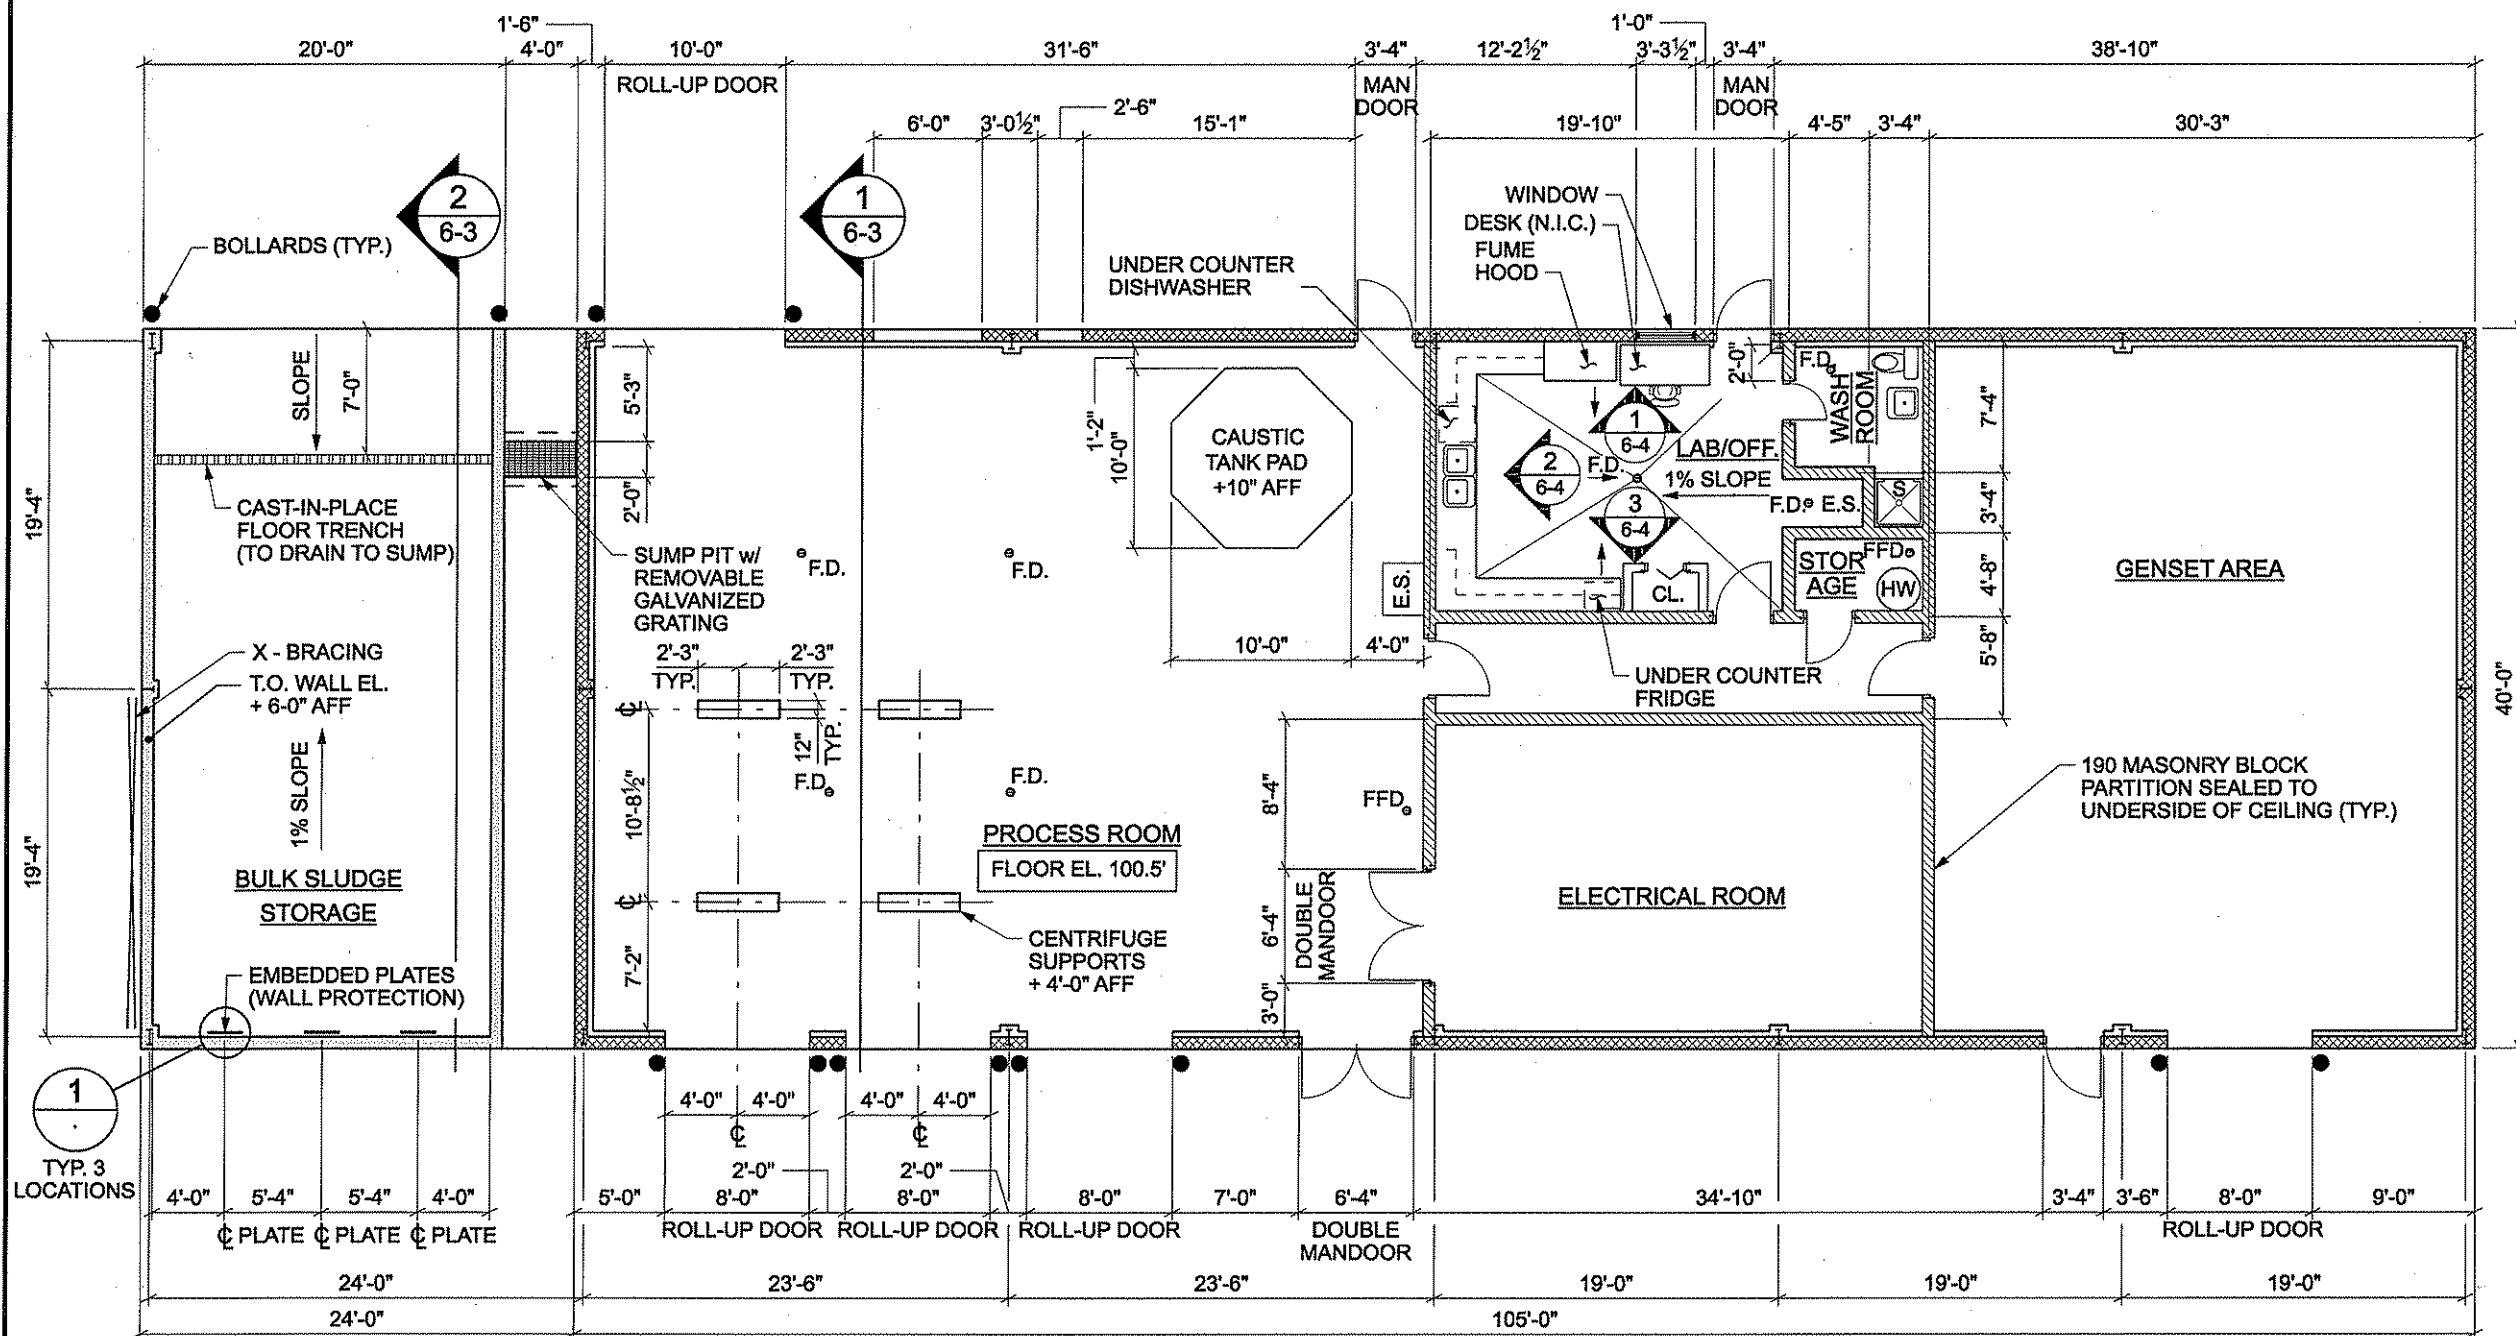 1'-6"
1'-0"
20'-0"
4'-0"
10'-0"
31'-6"
3'-4"
12'-2½"
3'-3½"
3'-4"
38'-10"
ROLL-UP DOOR
MAN
DOOR
MAN
DOOR
2'-6"
6'-0"
3'-0½"
15'-1"
19'-10"
4'-5"
3'-4"
30'-3"
2
6-3
1
6-3
BOLLARDS (TYP.)
WINDOW
DESK (N.I.C.)
FUME
HOOD
UNDER COUNTER
DISHWASHER
SLOPE
7'-0"
5'-3"
2'-0"
1'-2"
10'-0"
CAUSTIC
TANK PAD
+10" AFF
2'-0"
F.D.
WASH
ROOM
7'-4"
1
6-4
2
6-4
3
6-4
F.D.
LAB/OFF.
1% SLOPE
F.D.
E.S.
S
3'-4"
CAST-IN-PLACE
FLOOR TRENCH
(TO DRAIN TO SUMP)
19'-4"
SUMP PIT w/
REMOVABLE
GALVANIZED
GRATING
F.D.
F.D.
E.S.
CL.
STOR
AGE
FFD
HW
4'-8"
GENSET AREA
X - BRACING
T.O. WALL EL.
+ 6-0" AFF
2'-3"
TYP.
2'-3"
TYP.
10'-0"
4'-0"
UNDER COUNTER
FRIDGE
5'-8"
40'-0"
℄
12"
TYP.
10'-8½"
F.D.
F.D.
FFD
8'-4"
190 MASONRY BLOCK
PARTITION SEALED TO
UNDERSIDE OF CEILING (TYP.)
1% SLOPE
19'-4"
PROCESS ROOM
FLOOR EL. 100.5'
BULK SLUDGE
STORAGE
℄
7'-2"
CENTRIFUGE
SUPPORTS
+ 4'-0" AFF
DOUBLE
MANDOOR
6'-4"
3'-0"
ELECTRICAL ROOM
EMBEDDED PLATES
(WALL PROTECTION)
1
TYP. 3
LOCATIONS
4'-0"
4'-0"
4'-0"
4'-0"
℄
℄
2'-0"
2'-0"
4'-0"
5'-4"
5'-4"
4'-0"
5'-0"
8'-0"
8'-0"
8'-0"
7'-0"
6'-4"
34'-10"
3'-4"
3'-6"
8'-0"
9'-0"
℄ PLATE
℄ PLATE
℄ PLATE
ROLL-UP DOOR
ROLL-UP DOOR
ROLL-UP DOOR
DOUBLE
MANDOOR
ROLL-UP DOOR
24'-0"
23'-6"
23'-6"
19'-0"
19'-0"
19'-0"
24'-0"
105'-0"